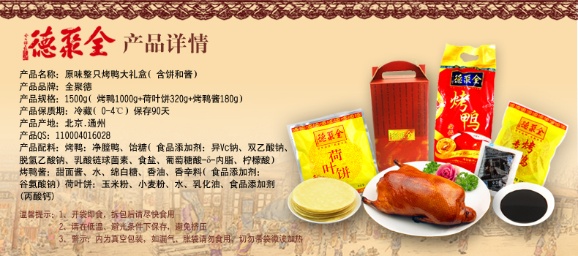 全聚德 产品详情
产品名称：原味整只烤鸭大礼盒（含饼和酱）
产品品牌：全聚德
产品规格：1500g（烤鸭1000g+荷叶饼320g+烤鸭酱180g）
产品保质期：冷藏（0-4℃）保存90天
产品产地：北京.通州
产品QS：110004016028
产品配料：烤鸭：净膛鸭、饴糖（食品添加剂：异VC钠、双乙酸钠、
脱氢乙酸钠、乳酸链球菌素、食盐、葡萄糖酸-δ-内脂、柠檬酸）
烤鸭酱：甜面酱、水、绵白糖、香油、香辛料（食品添加剂：
谷氨酸钠）荷叶饼：玉米粉、小麦粉、水、乳化油、食品添加剂
（丙酸钙）
温馨提示：1、开袋即食，拆包后请尽快食用
2、请在低温、避光条件下保存，避免挤压
3、警示：内为真空包装，如漏气、胀袋请勿食用，切勿带袋微波加热
全聚德
荷叶饼
全聚德
烤鸭